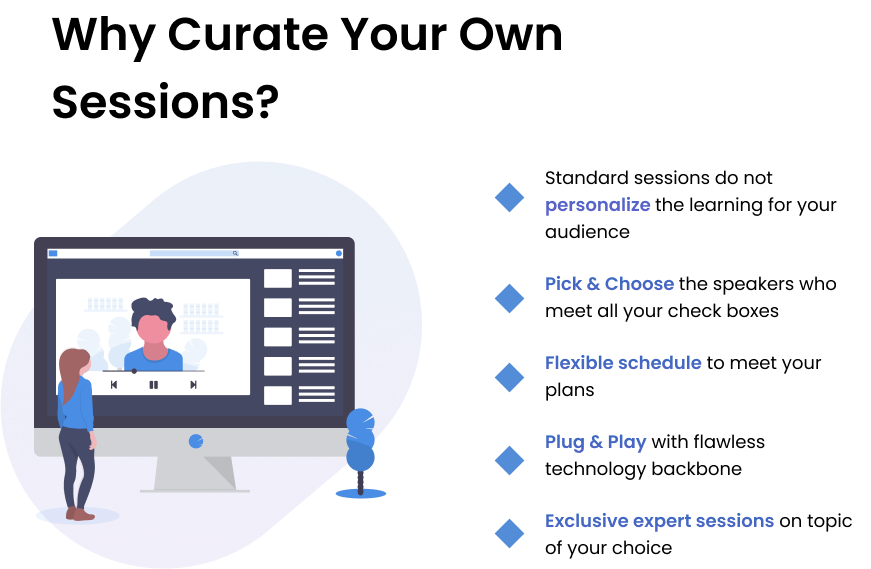 Why Curate Your Own
Sessions?
Standard sessions do not
personalize the learning for your
audience
Pick & Choose the speakers who
meet all your check boxes
Flexible schedule to meet your
plans
Plug & Play with flawless
technology backbone
Exclusive expert sessions on topic
of your choice